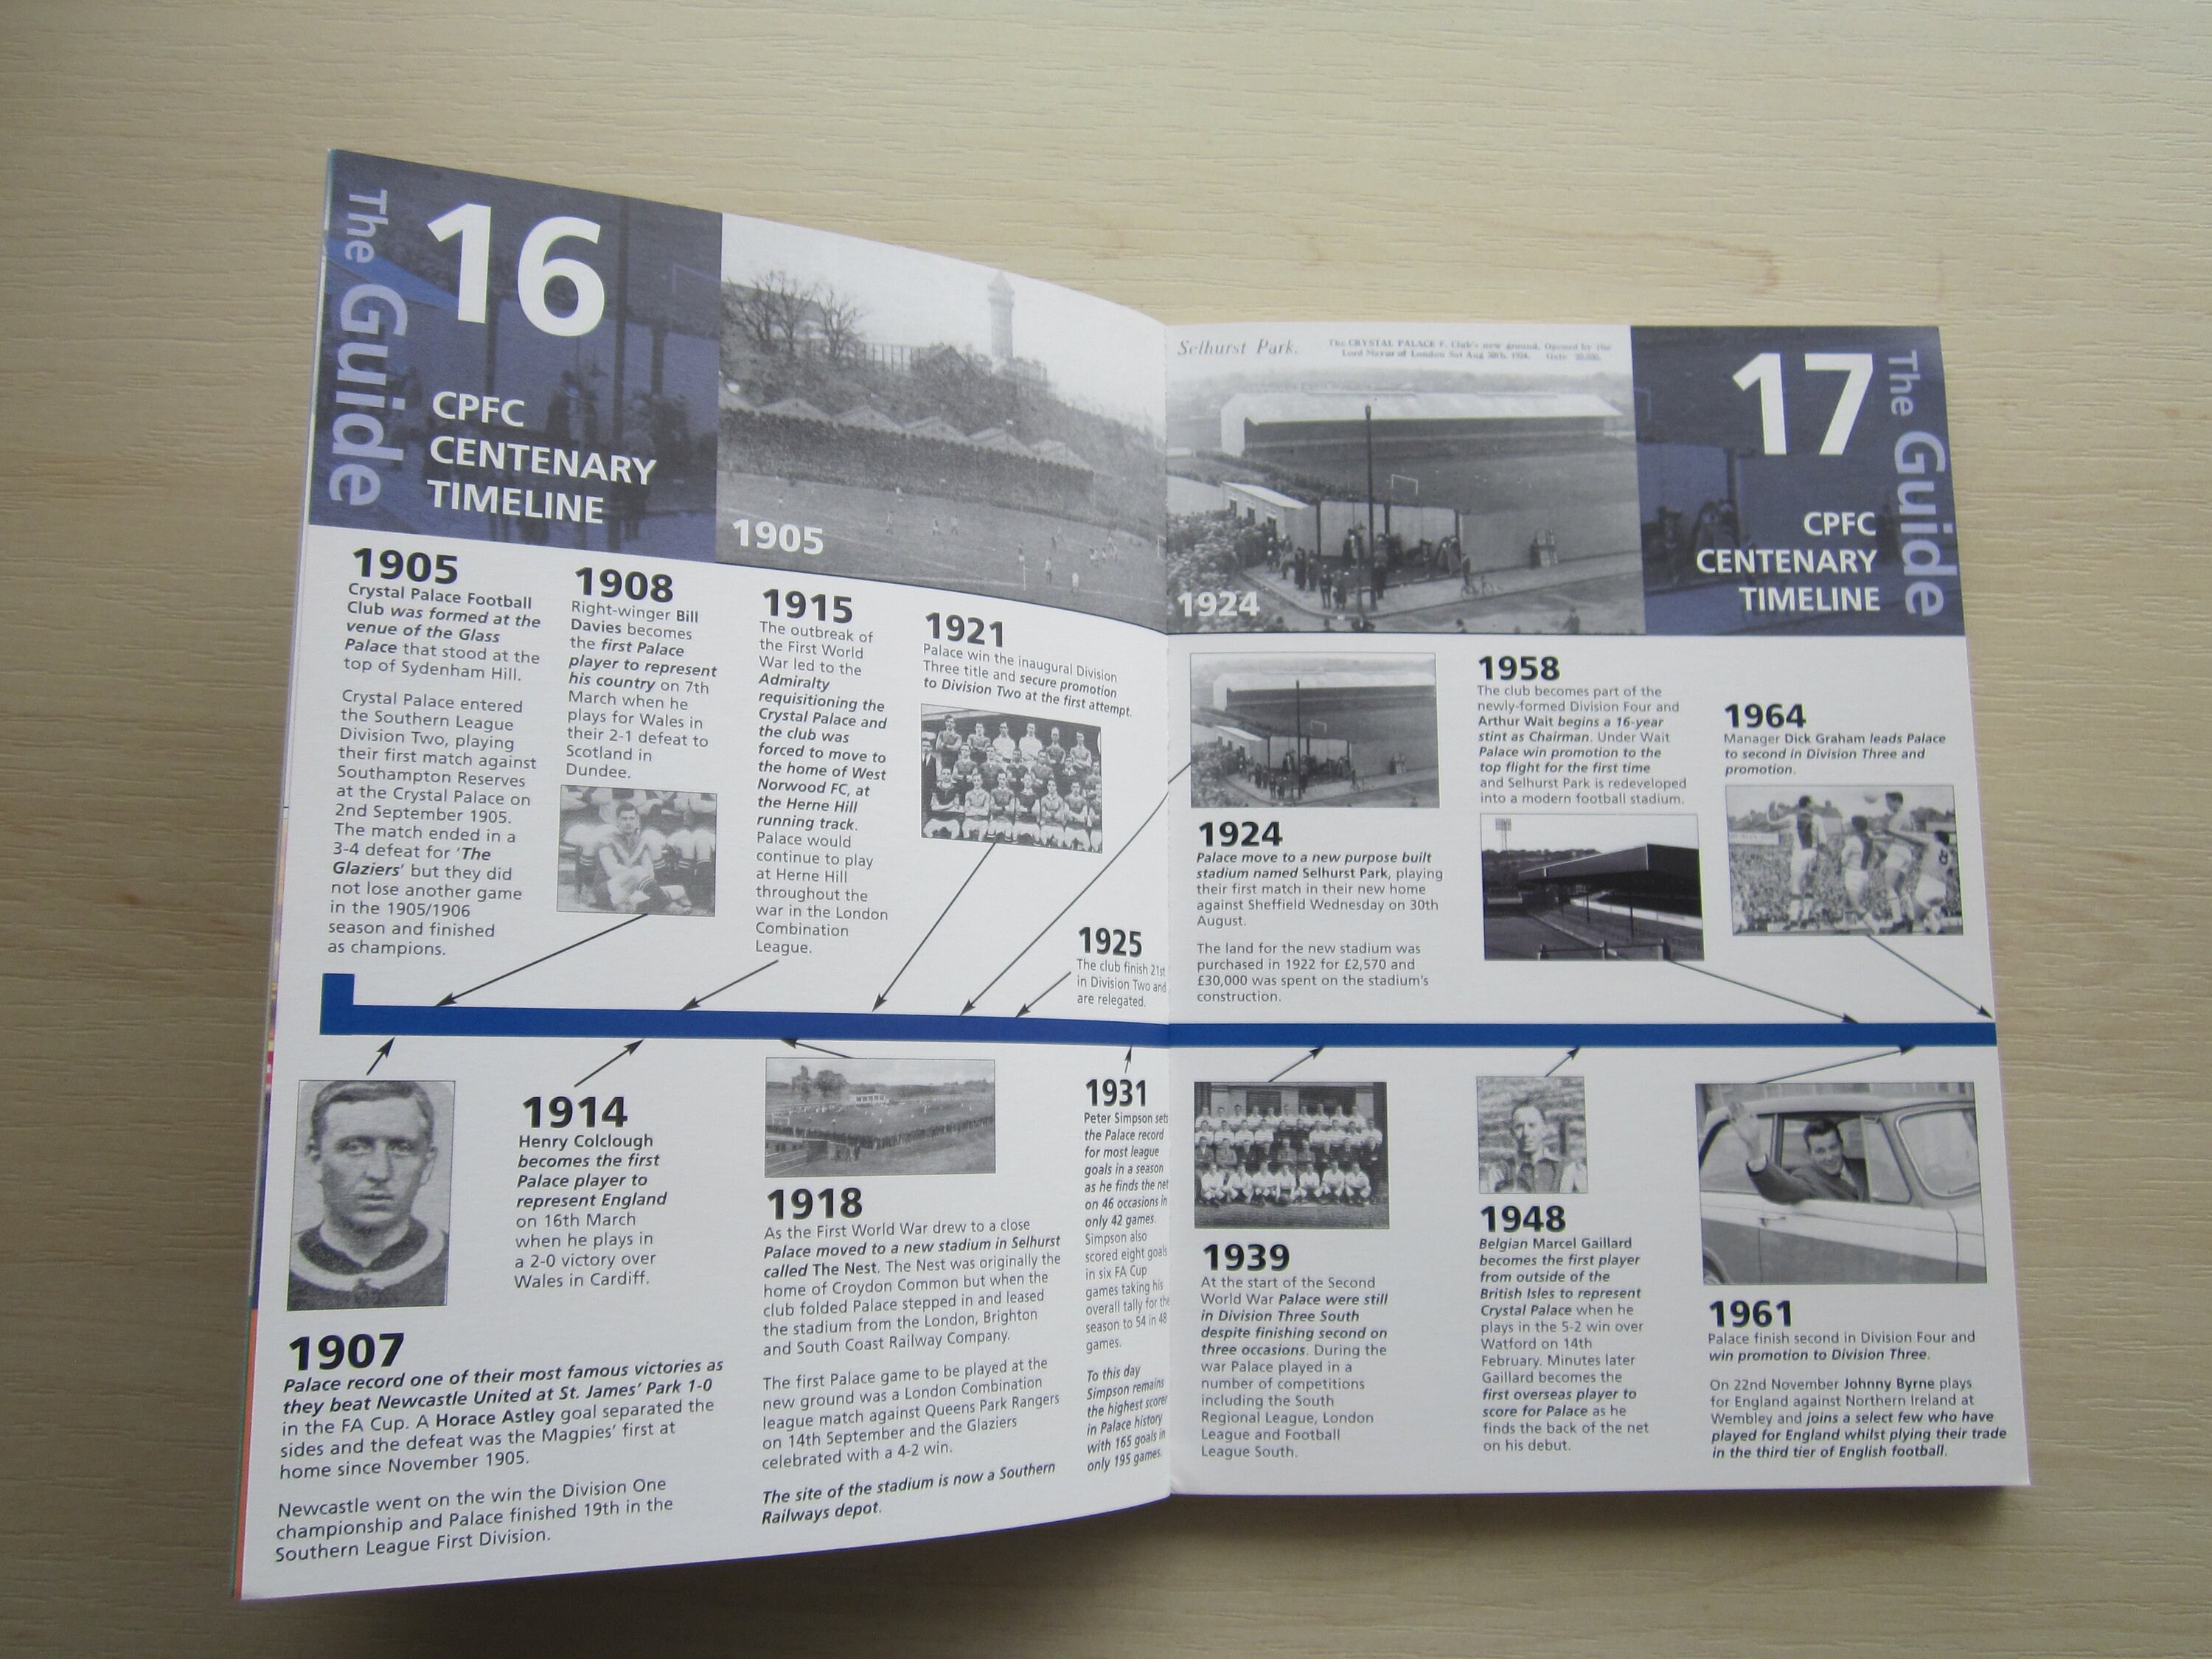 The Guide
16
CPFC
CENTENARY
TIMELINE
1905
1905
Crystal Palace Football
Club was formed at the
venue of the Glass
Palace that stood at the
top of Sydenham Hill.
Crystal Palace entered
the Southern League
Division Two, playing
their first match against
Southampton Reserves
at the Crystal Palace on
2nd September 1905.
The match ended in a
3-4 defeat for 'The
Glaziers' but they did
not lose another game
in the 1905/1906
season and finished
as champions.
1908
Right-winger Bill
Davies becomes
the first Palace
player to represent
his country on 7th
March when he
plays for Wales in
their 2-1 defeat to
Scotland in
Dundee.
1915
The outbreak of
the First World
War led to the
Admiralty
requisitioning the
Crystal Palace and
the club was
forced to move to
the home of West
Norwood FC, at
the Herne Hill
running track.
Palace would
continue to play
at Herne Hill
throughout the
war in the London
Combination
League.
1921
Palace win the inaugural Division
Three title and secure promotion
to Division Two at the first attempt.
1925
The club finish 21st
in Division Two and
are relegated.
1907
Palace record one of their most famous victories as
they beat Newcastle United at St. James' Park 1-0
in the FA Cup. A Horace Astley goal separated the
sides and the defeat was the Magpies' first at
home since November 1905.
Newcastle went on the win the Division One
championship and Palace finished 19th in the
Southern League First Division.
1914
Henry Colclough
becomes the first
Palace player to
represent England
on 16th March
when he plays in
a 2-0 victory over
Wales in Cardiff.
1918
As the First World War drew to a close
Palace moved to a new stadium in Selhurst
called The Nest. The Nest was originally the
home of Croydon Common but when the
club folded Palace stepped in and leased
the stadium from the London, Brighton
and South Coast Railway Company.
The first Palace game to be played at the
new ground was a London Combination
league match against Queens Park Rangers
on 14th September and the Glaziers
celebrated with a 4-2 win.
The site of the stadium is now a Southern
Railways depot.
1931
Peter Simpson sets
the Palace record
for most league
goals in a season
as he finds the net
on 46 occasions in
only 42 games.
Simpson also
scored eight goals
in six FA Cup
games taking his
overall tally for the
season to 54 in 48
games.
To this day
Simpson remains
the highest scorer
in Palace history
with 165 goals in
only 195 games.
Selhurst Park.
The CRYSTAL PALACE F. Club's new ground. Opened by the
Lord Mayor of London Sat Aug 30th, 1924. Gate
1924
17
CPFC
CENTENARY
TIMELINE
The Guide
1924
Palace move to a new purpose built
stadium named Selhurst Park, playing
their first match in their new home
against Sheffield Wednesday on 30th
August.
The land for the new stadium was
purchased in 1922 for £2,570 and
£30,000 was spent on the stadium's
construction.
1958
The club becomes part of the
newly-formed Division Four and
Arthur Wait begins a 16-year
stint as Chairman. Under Wait
Palace win promotion to the
top flight for the first time
and Selhurst Park is redeveloped
into a modern football stadium.
1964
Manager Dick Graham leads Palace
to second in Division Three and
promotion.
1939
At the start of the Second
World War Palace were still
in Division Three South
despite finishing second on
three occasions. During the
war Palace played in a
number of competitions
including the South
Regional League, London
League and Football
League South.
1948
Belgian Marcel Gaillard
becomes the first player
from outside of the
British Isles to represent
Crystal Palace when he
plays in the 5-2 win over
Watford on 14th
February. Minutes later
Gaillard becomes the
first overseas player to
score for Palace as he
finds the back of the net
on his debut.
1961
Palace finish second in Division Four and
win promotion to Division Three.
On 22nd November Johnny Byrne plays
for England against Northern Ireland at
Wembley and joins a select few who have
played for England whilst plying their trade
in the third tier of English football.